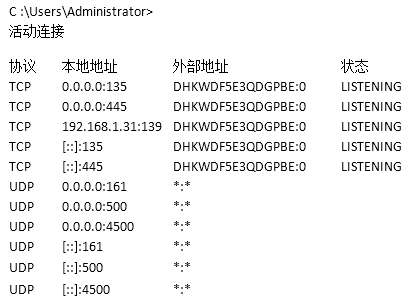 C :\Users\Administrator>
活动连接
协议 本地地址 外部地址 状态
TCP 0.0.0.0:135 DHKWDF5E3QDGPBE:0 LISTENING
TCP 0.0.0.0:445 DHKWDF5E3QDGPBE:0 LISTENING
TCP 192.168.1.31:139 DHKWDF5E3QDGPBE:0 LISTENING
TCP [::]:135 DHKWDF5E3QDGPBE:0 LISTENING
TCP [::]:445 DHKWDF5E3QDGPBE:0 LISTENING
UDP 0.0.0.0:161 *:*
UDP 0.0.0.0:500 *:*
UDP 0.0.0.0:4500 *:*
UDP [::]:161 *:*
UDP [::]:500 *:*
UDP [::]:4500 *:*